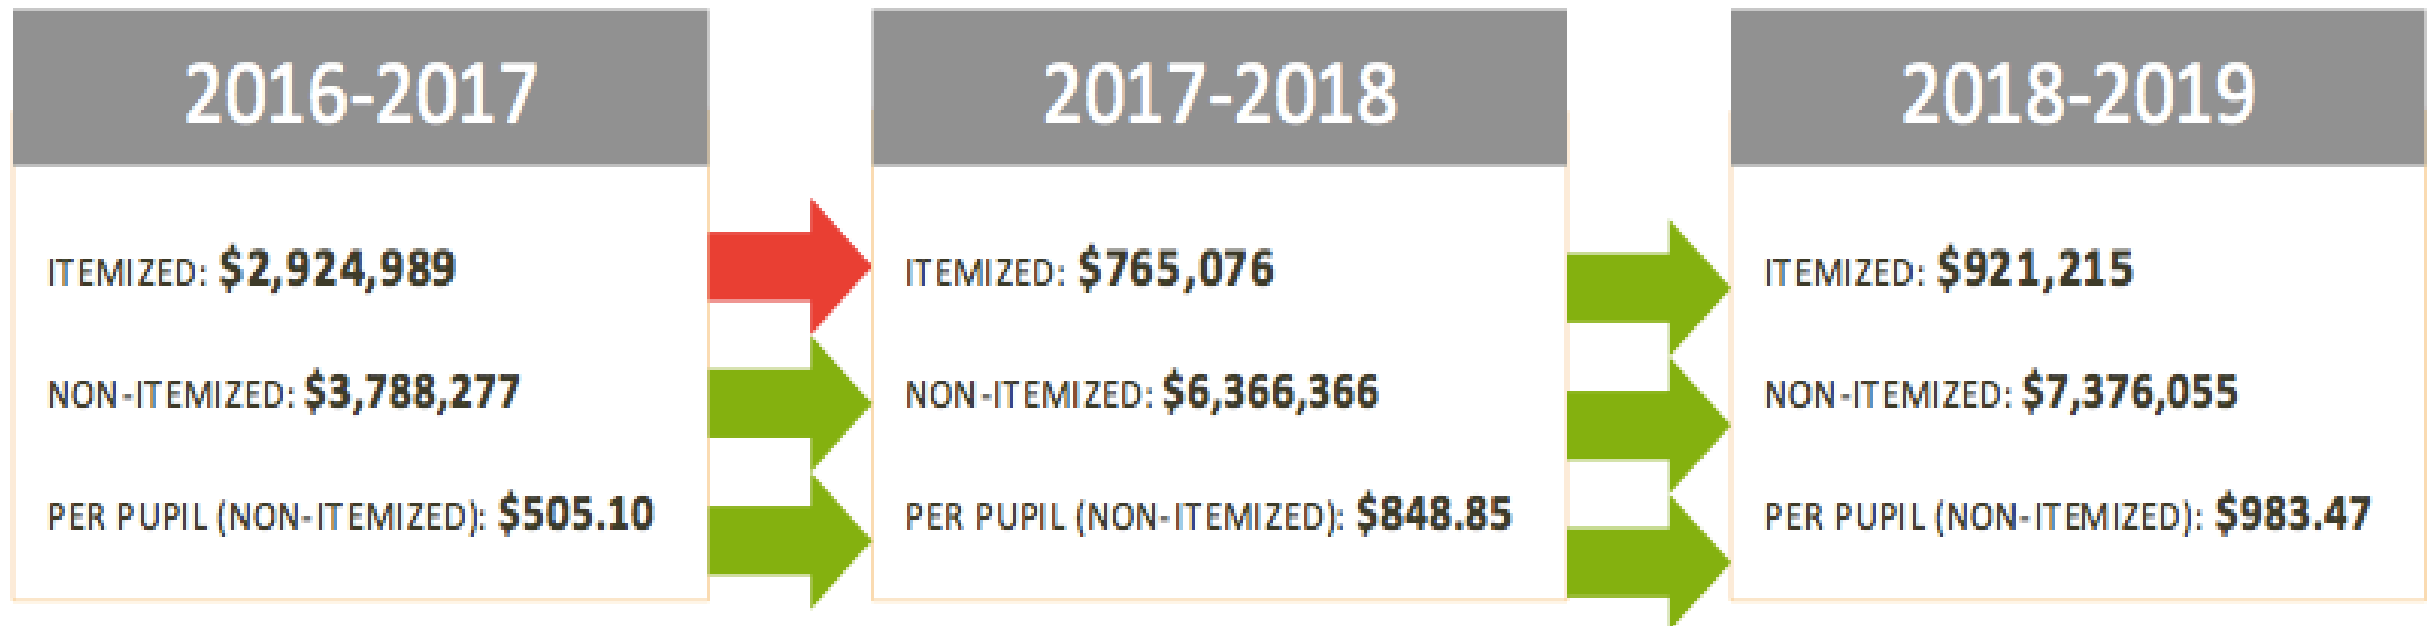 2016-2017
ITEMIZED: $2,924,989
NON-ITEMIZED: $3,788,277
PER PUPIL (NON-ITEMIZED): $505.10
2017-2018
ITEMIZED: $765,076
NON-ITEMIZED: $6,366,366
PER PUPIL (NON-ITEMIZED): $848.85
2018-2019
ITEMIZED: $921,215
NON-ITEMIZED: $7,376,055
PER PUPIL (NON-ITEMIZED): $983.47